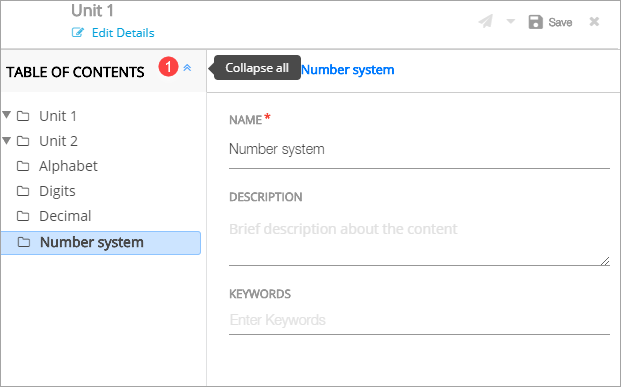 Unit 1
Edit Details
Save
TABLE OF CONTENTS 1
Collapse all
Number system
Unit 1
Unit 2
Alphabet
Digits
Decimal
Number system
NAME*
Number system
DESCRIPTION
Brief description about the content
KEYWORDS
Enter Keywords